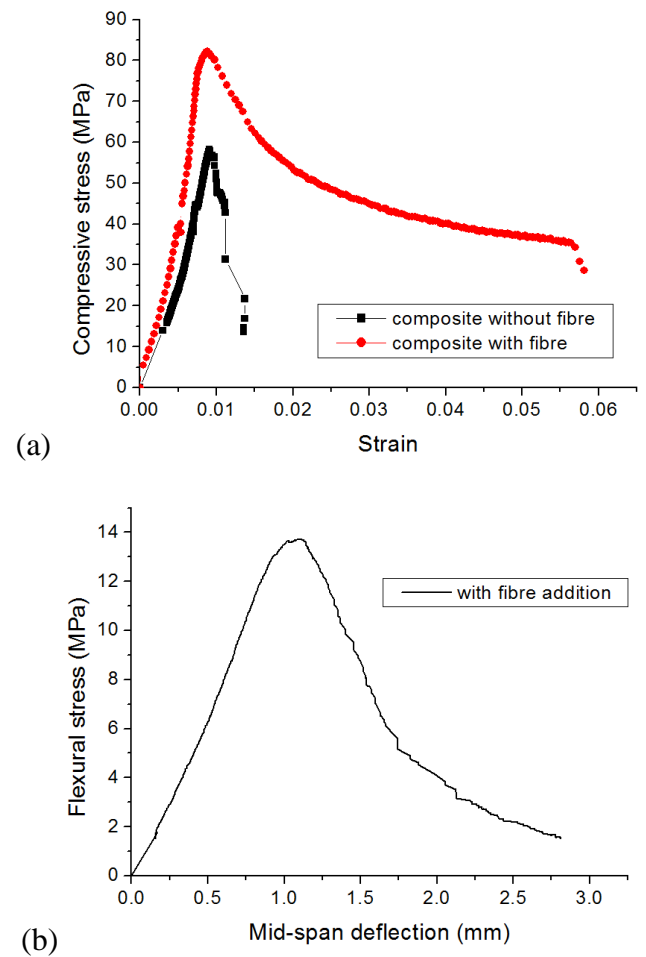 90
80
70
60
50
40
30
20
10
0
Compressive stress (MPa)
composite without fibre
composite with fibre
0.00 0.01 0.02 0.03 0.04 0.05 0.06
Strain
(a)
14
12
10
8
6
4
2
0
Flexural stress (MPa)
with fibre addition
0.0 0.5 1.0 1.5 2.0 2.5 3.0
Mid-span deflection (mm)
(b)